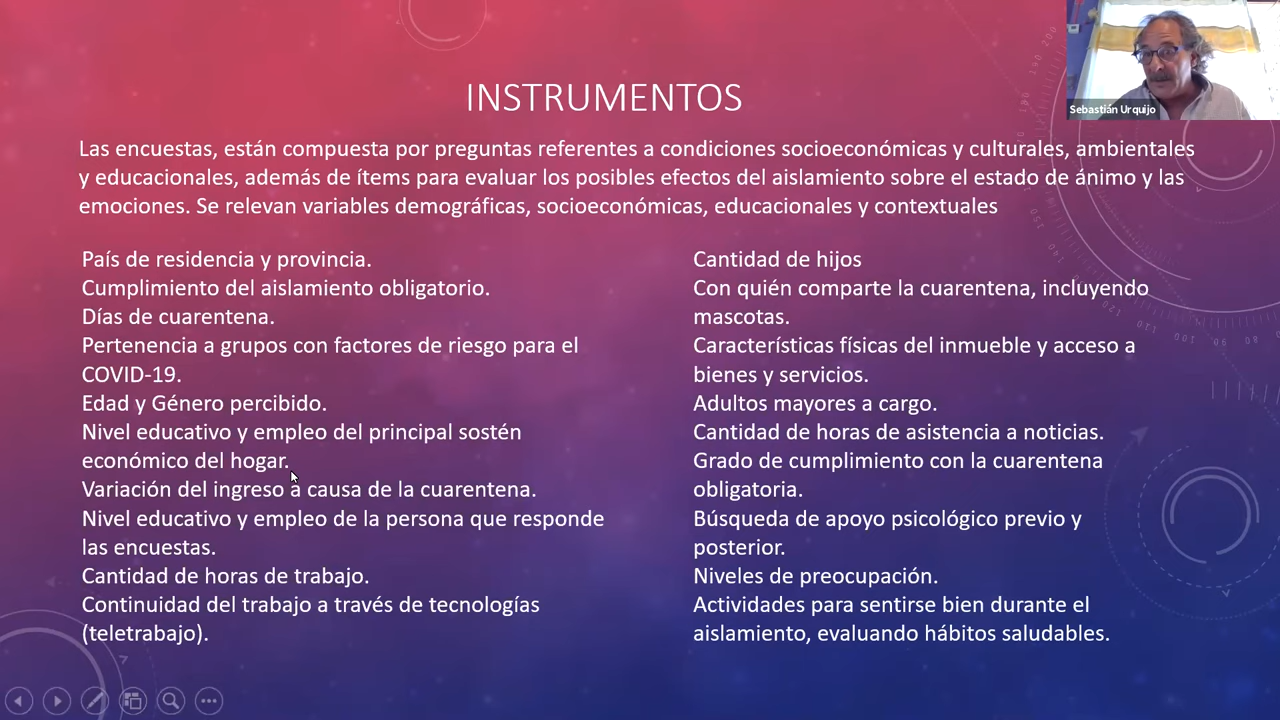 INSTRUMENTOS
Sebastián Urquijo
Las encuestas, están compuesta por preguntas referentes a condiciones socioeconómicas y culturales, ambientales
y educacionales, además de ítems para evaluar los posibles efectos del aislamiento sobre el estado de ánimo y las
emociones. Se relevan variables demográficas, socioeconómicas, educacionales y contextuales
País de residencia y provincia.
Cumplimiento del aislamiento obligatorio.
Días de cuarentena.
Pertenencia a grupos con factores de riesgo para el
COVID-19.
Edad y Género percibido.
Nivel educativo y empleo del principal sostén
económico del hogar.
Variación del ingreso a causa de la cuarentena.
Nivel educativo y empleo de la persona que responde
las encuestas.
Cantidad de horas de trabajo.
Continuidad del trabajo a través de tecnologías
(teletrabajo).
Cantidad de hijos
Con quién comparte la cuarentena, incluyendo
mascotas.
Características físicas del inmueble y acceso a
bienes y servicios.
Adultos mayores a cargo.
Cantidad de horas de asistencia a noticias.
Grado de cumplimiento con la cuarentena
obligatoria.
Búsqueda de apoyo psicológico previo y
posterior.
Niveles de preocupación.
Actividades para sentirse bien durante el
aislamiento, evaluando hábitos saludables.